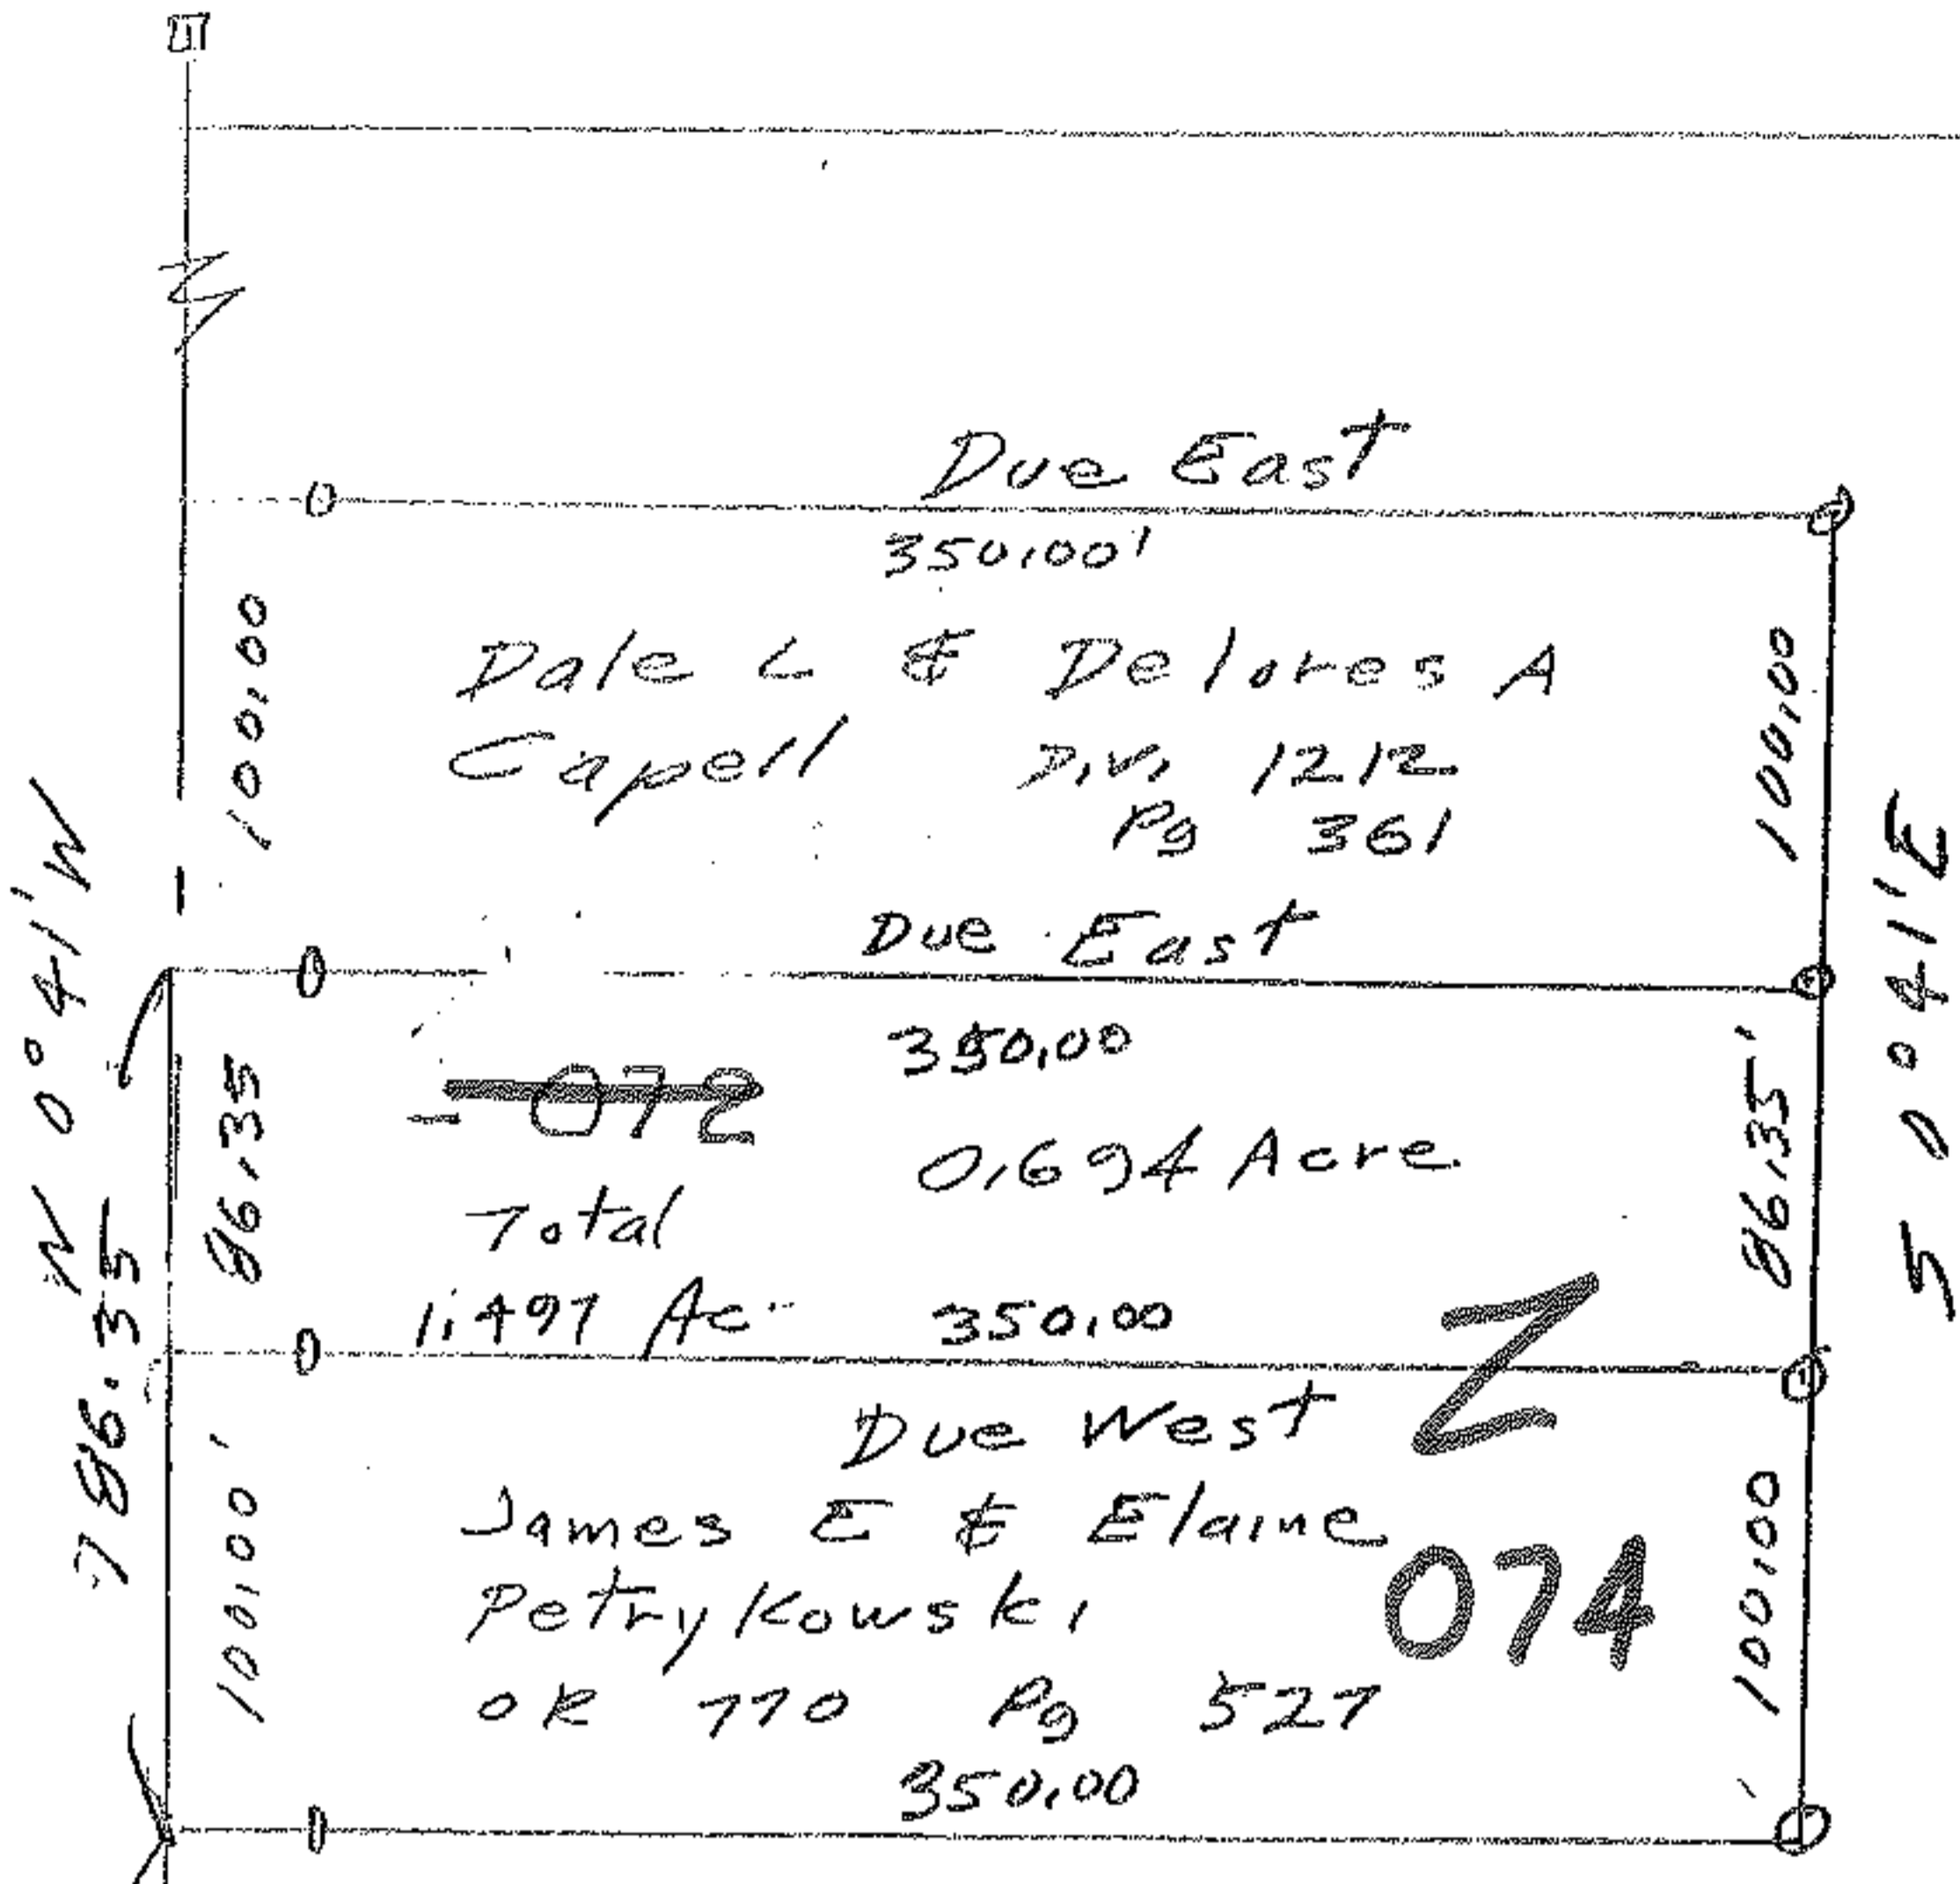 Due East
350.00'
Dale L & Delores A
Capell D.V. 1212
Pg 361
100.00
100.00
N 0° 41' W
S 0° 41' E
Due East
350.00
- 072
0.694 Acre
Total
1.497 Ac.
86.35
86.35'
186.35
350.00
Due West
James E & Elaine
Petrykowski
074
OR 770 Pg 527
100.00'
100.00
350.00